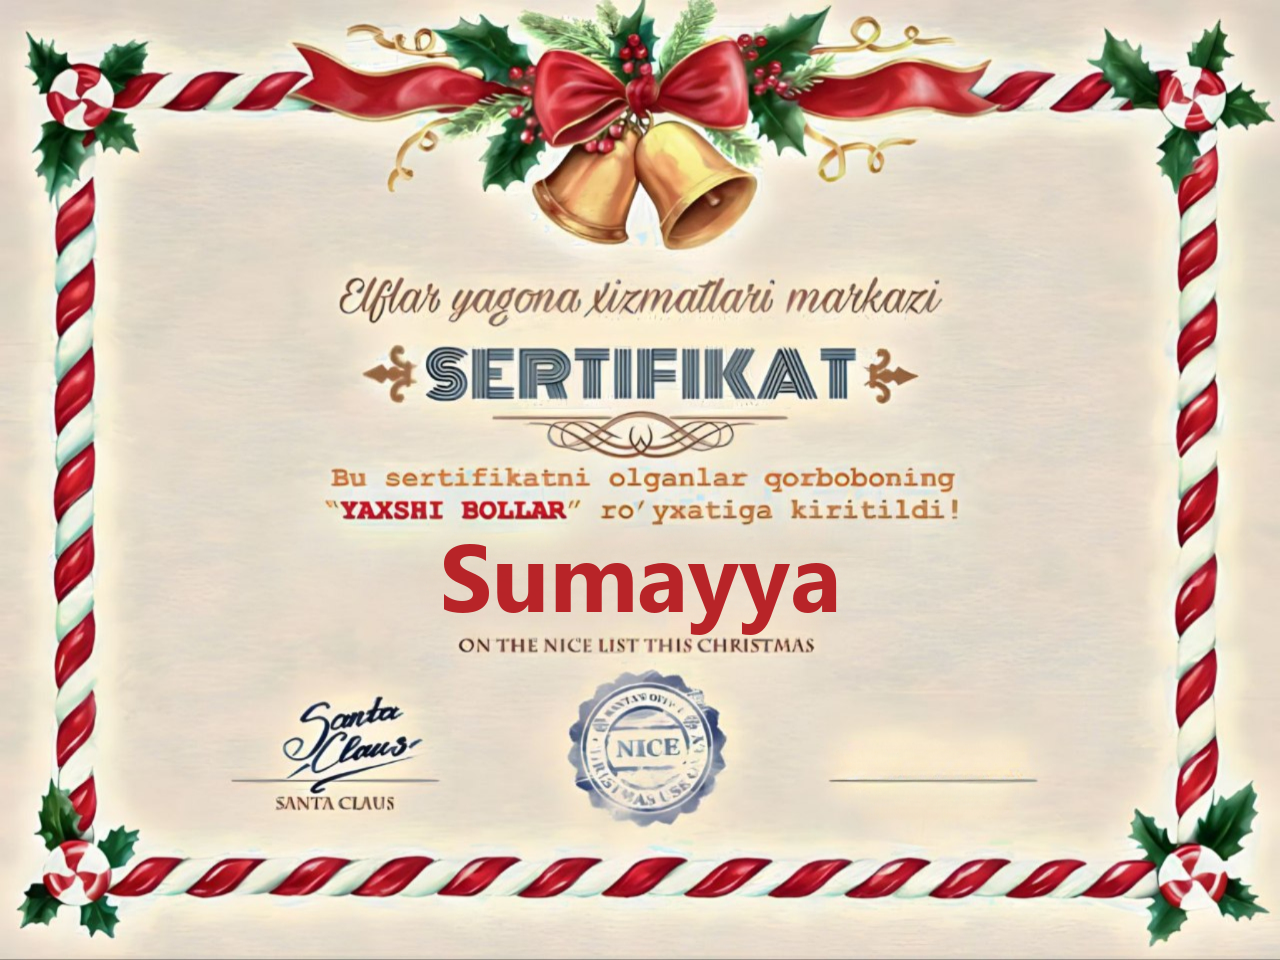 Elflar yagona xizmatlari markazi
SERTIFIKAT
Bu sertifikatni olganlar qorboboning
"YAXSHI BOLLAR" ro'yxatiga kiritildi!
Sumayya
ON THE NICE LIST THIS CHRISTMAS
Santa
Claus
SANTA CLAUS
NICE